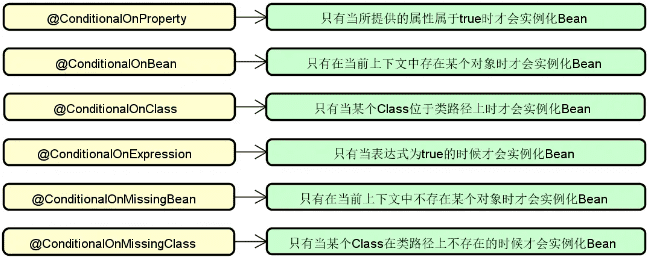 @ConditionalOnProperty 只有当所提供的属性属于true时才会实例化Bean
@ConditionalOnBean 只有在当前上下文中存在某个对象时才会实例化Bean
@ConditionalOnClass 只有当某个Class位于类路径上时才会实例化Bean
@ConditionalOnExpression 只有当表达式为true的时候才会实例化Bean
@ConditionalOnMissingBean 只有在当前上下文中不存在某个对象时才会实例化Bean
@ConditionalOnMissingClass 只有当某个Class在类路径上不存在的时候才会实例化Bean